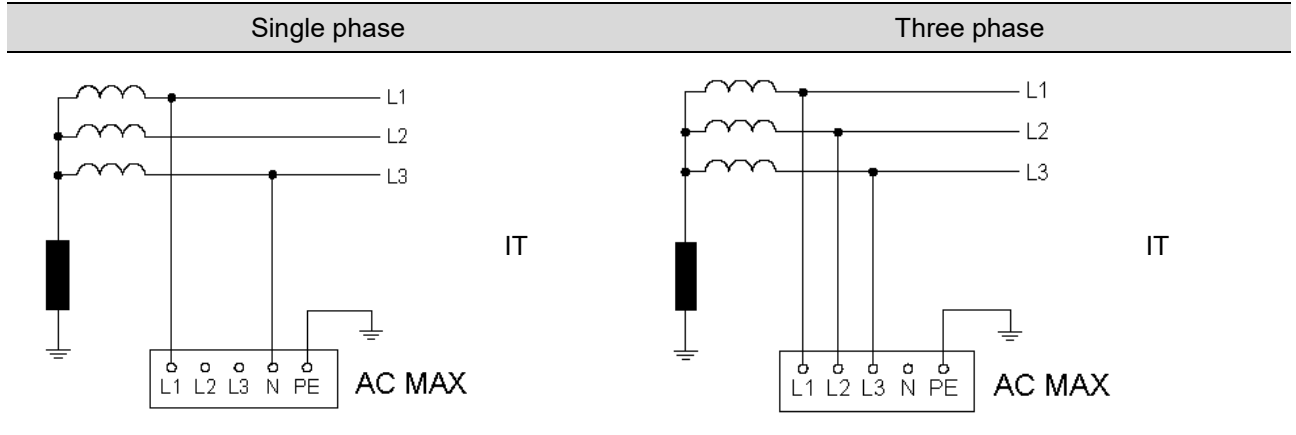 Single phase
Three phase
L1
L2
L3
IT
L1 L2 L3 N PE
AC MAX
L1
L2
L3
IT
L1 L2 L3 N PE
AC MAX